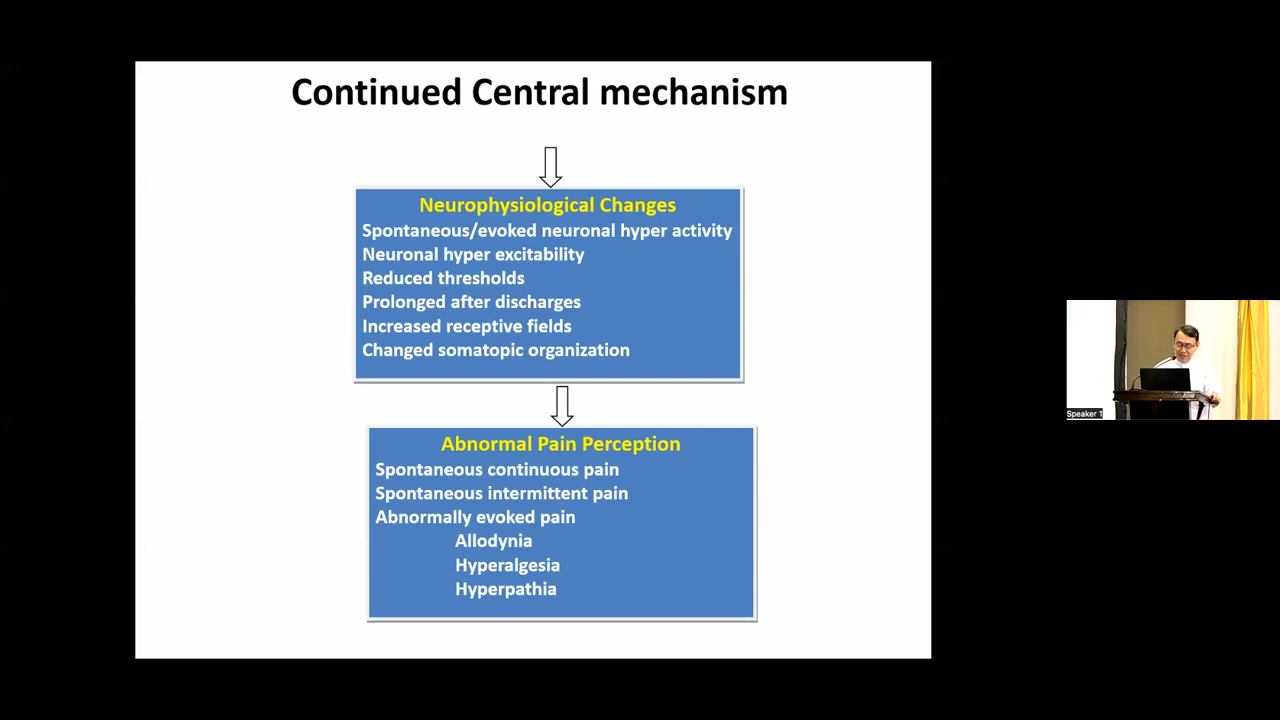 Continued Central mechanism
Neurophysiological Changes
Spontaneous/evoked neuronal hyper activity
Neuronal hyper excitability
Reduced thresholds
Prolonged after discharges
Increased receptive fields
Changed somatopic organization
Abnormal Pain Perception
Spontaneous continuous pain
Spontaneous intermittent pain
Abnormally evoked pain
Allodynia
Hyperalgesia
Hyperpathia
Speaker 1